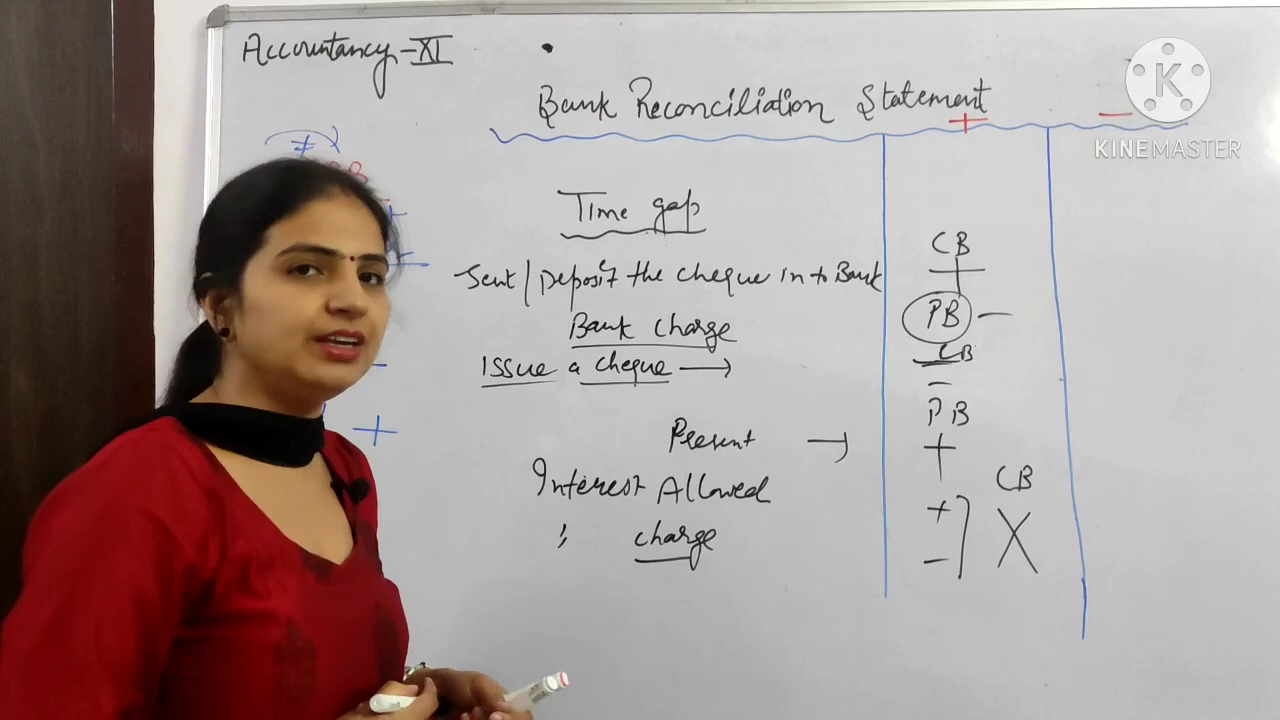 Accountancy-XI
Bank Reconciliation Statement
+ −
K
KINEMASTER
≠
B
Time gap
CB
+
Sent/Deposit the cheque in to Bank
PB −
Bank charge
CB
Issue a cheque →
−
PB
+
Present →
+
Interest Allowed
CB
+
" charge
−
X